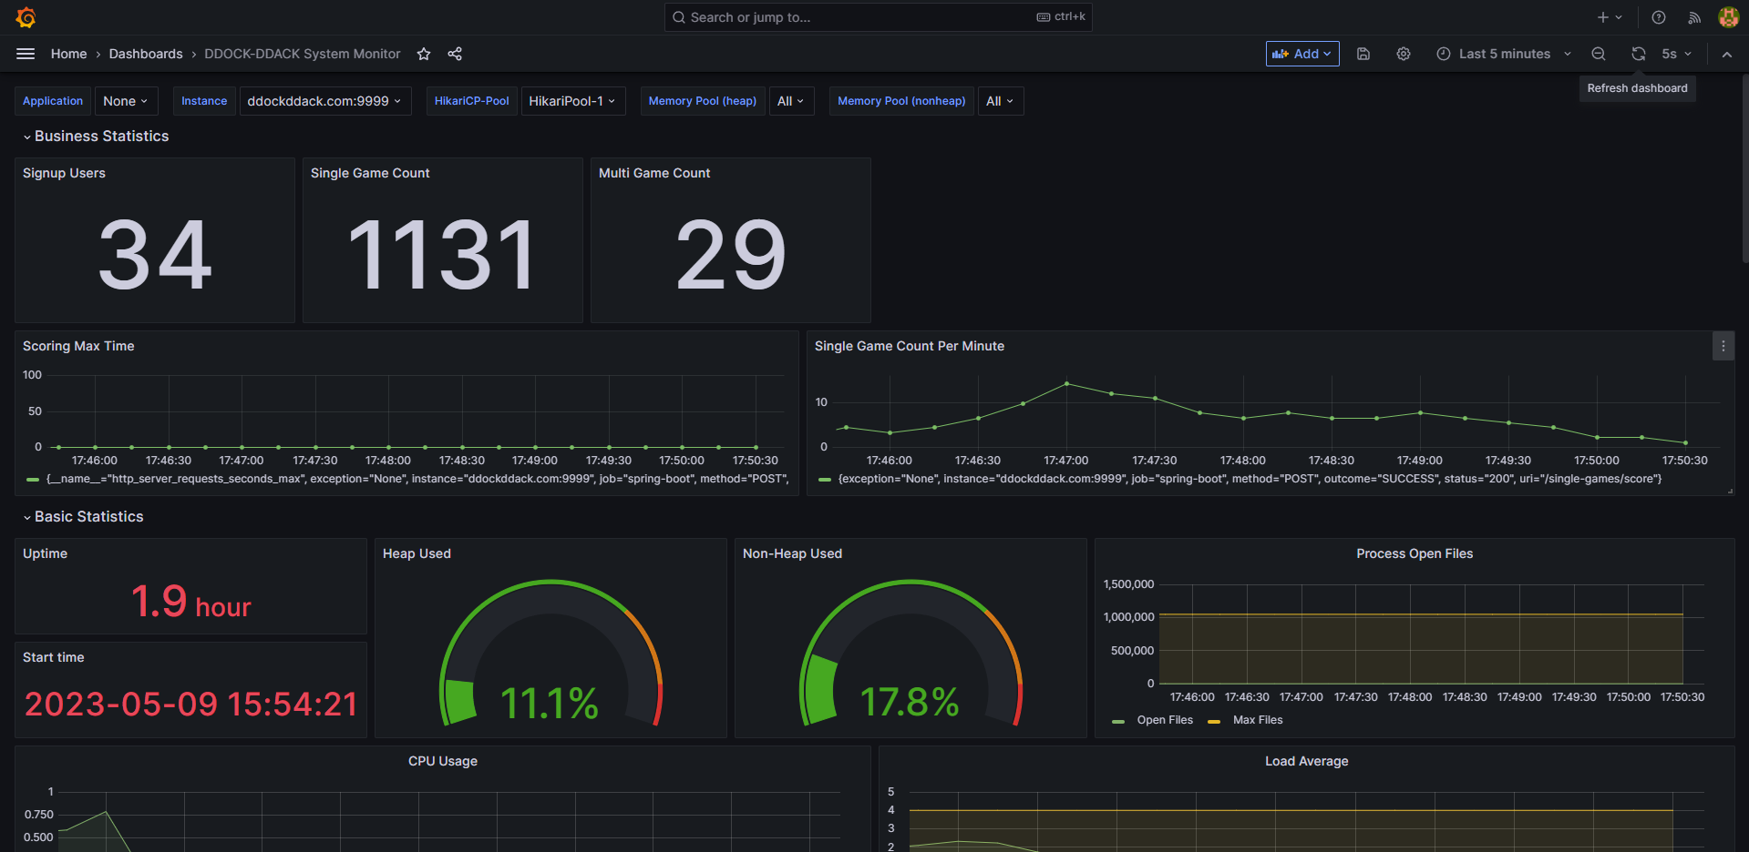 Search or jump to... ctrl+k
Home › Dashboards › DDOCK-DDACK System Monitor
Add Last 5 minutes 5s
Refresh dashboard
Application None Instance ddockddack.com:9999 HikariCP-Pool HikariPool-1 Memory Pool (heap) All Memory Pool (nonheap) All
Business Statistics
Signup Users
34
Single Game Count
1131
Multi Game Count
29
Scoring Max Time
100
50
0
17:46:00 17:46:30 17:47:00 17:47:30 17:48:00 17:48:30 17:49:00 17:49:30 17:50:00 17:50:30
{__name__="http_server_requests_seconds_max", exception="None", instance="ddockddack.com:9999", job="spring-boot", method="POST",
Single Game Count Per Minute
10
0
17:46:00 17:46:30 17:47:00 17:47:30 17:48:00 17:48:30 17:49:00 17:49:30 17:50:00 17:50:30
{exception="None", instance="ddockddack.com:9999", job="spring-boot", method="POST", outcome="SUCCESS", status="200", uri="/single-games/score"}
Basic Statistics
Uptime
1.9 hour
Start time
2023-05-09 15:54:21
Heap Used
11.1%
Non-Heap Used
17.8%
Process Open Files
1,500,000
1,000,000
500,000
0
17:46:00 17:46:30 17:47:00 17:47:30 17:48:00 17:48:30 17:49:00 17:49:30 17:50:00 17:50:30
Open Files Max Files
CPU Usage
1
0.750
0.500
Load Average
5
4
3
2